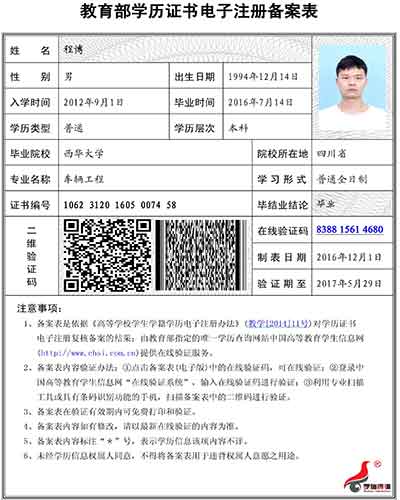 教育部学历证书电子注册备案表
姓 名 程博
性 别 男 出生日期 1994年12月14日
入学时间 2012年9月1日 毕业时间 2016年7月14日
学历类型 普通 学历层次 本科
毕业院校 西华大学 院校所在地 四川省
专业名称 车辆工程 学习形式 普通全日制
证书编号 1062 3120 1605 0074 58 毕结业结论 毕业
二维验证码
在线验证码 8388 1561 4680
制表日期 2016年12月1日
验证期至 2017年5月29日
注意事项：
1、备案表是依据《高等学校学生学籍学历电子注册办法》(教学[2014]11号)对学历证书
电子注册复核备案的结果；由教育部指定的唯一学历查询网站中国高等教育学生信息网
(http://www.chsi.com.cn)提供在线验证服务。
2、备案表内容验证办法：①点击备案表(电子版)中的在线验证码，可在线验证；②登录中
国高等教育学生信息网“在线验证系统”，输入在线验证码进行验证；③利用专业扫描
工具或具有条码识别功能的手机，扫描备案表中的二维码进行验证。
3、备案表在验证有效期内可免费打印和验证。
4、备案表内容如有修改，请以最新在线验证的内容为准。
5、备案表内容标注“*”号，表示学历信息该项内容不详。
6、未经学历信息权属人同意，不得将备案表用于违背权属人意愿之用途。
学信咨询